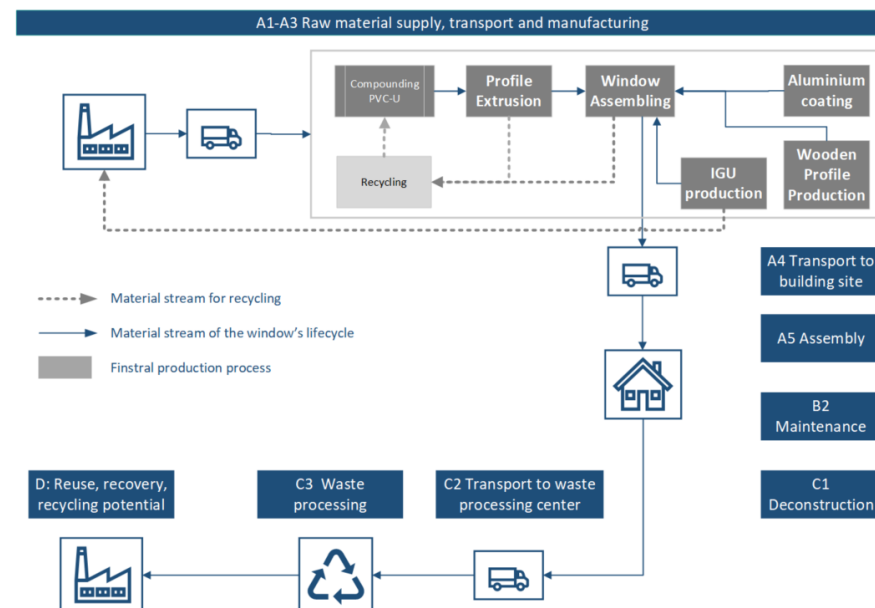 A1-A3 Raw material supply, transport and manufacturing
Compounding
PVC-U
Profile
Extrusion
Window
Assembling
Aluminium
coating
Recycling
IGU
production
Wooden
Profile
Production
A4 Transport to
building site
Material stream for recycling
Material stream of the window's lifecycle
A5 Assembly
Finstral production process
B2
Maintenance
D: Reuse, recovery,
recycling potential
C3 Waste
processing
C2 Transport to waste
processing center
C1
Deconstruction